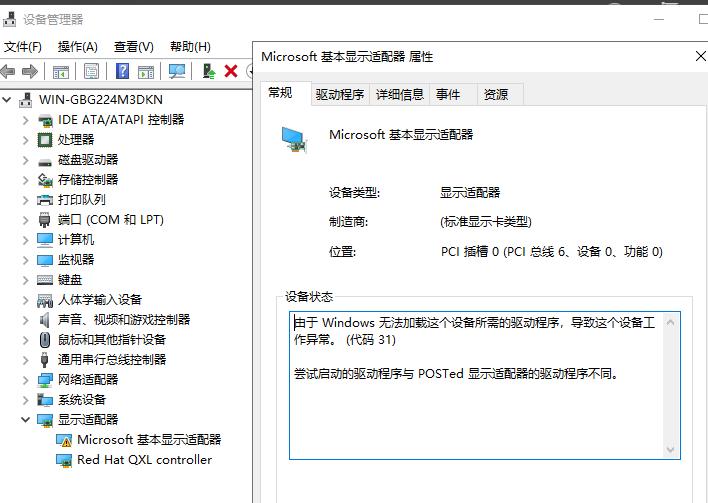 设备管理器
文件(F) 操作(A) 查看(V) 帮助(H)
WIN-GBG224M3DKN
IDE ATA/ATAPI 控制器
处理器
磁盘驱动器
存储控制器
打印队列
端口 (COM 和 LPT)
计算机
监视器
键盘
人体学输入设备
声音、视频和游戏控制器
鼠标和其他指针设备
通用串行总线控制器
网络适配器
系统设备
显示适配器
Microsoft 基本显示适配器
Red Hat QXL controller
Microsoft 基本显示适配器 属性
常规 驱动程序 详细信息 事件 资源
Microsoft 基本显示适配器
设备类型: 显示适配器
制造商: (标准显示卡类型)
位置: PCI 插槽 0 (PCI 总线 6、设备 0、功能 0)
设备状态
由于 Windows 无法加载这个设备所需的驱动程序，导致这个设备工
作异常。 (代码 31)
尝试启动的驱动程序与 POSTed 显示适配器的驱动程序不同。